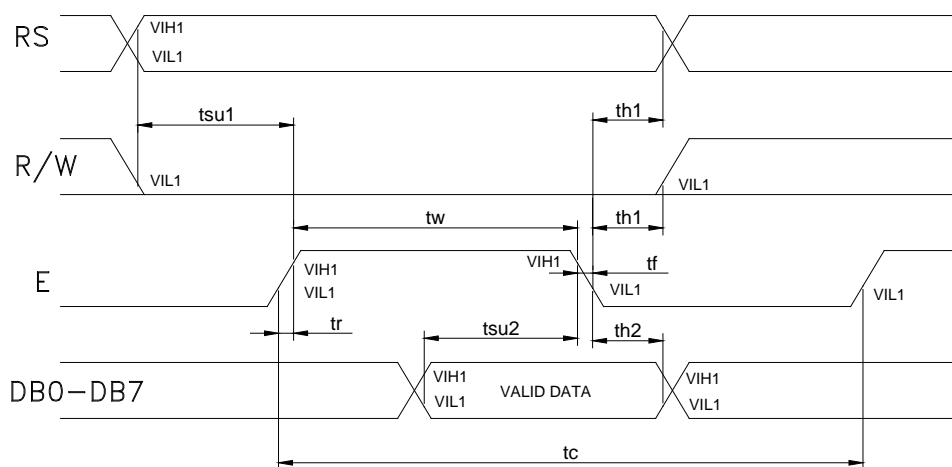 RS
VIH1
VIL1
tsu1
th1
R/W
VIL1
VIL1
tw
th1
E
VIH1
VIL1
VIH1
tf
VIL1
VIL1
tr
tsu2
th2
DB0-DB7
VIH1
VIL1
VALID DATA
VIH1
VIL1
tc